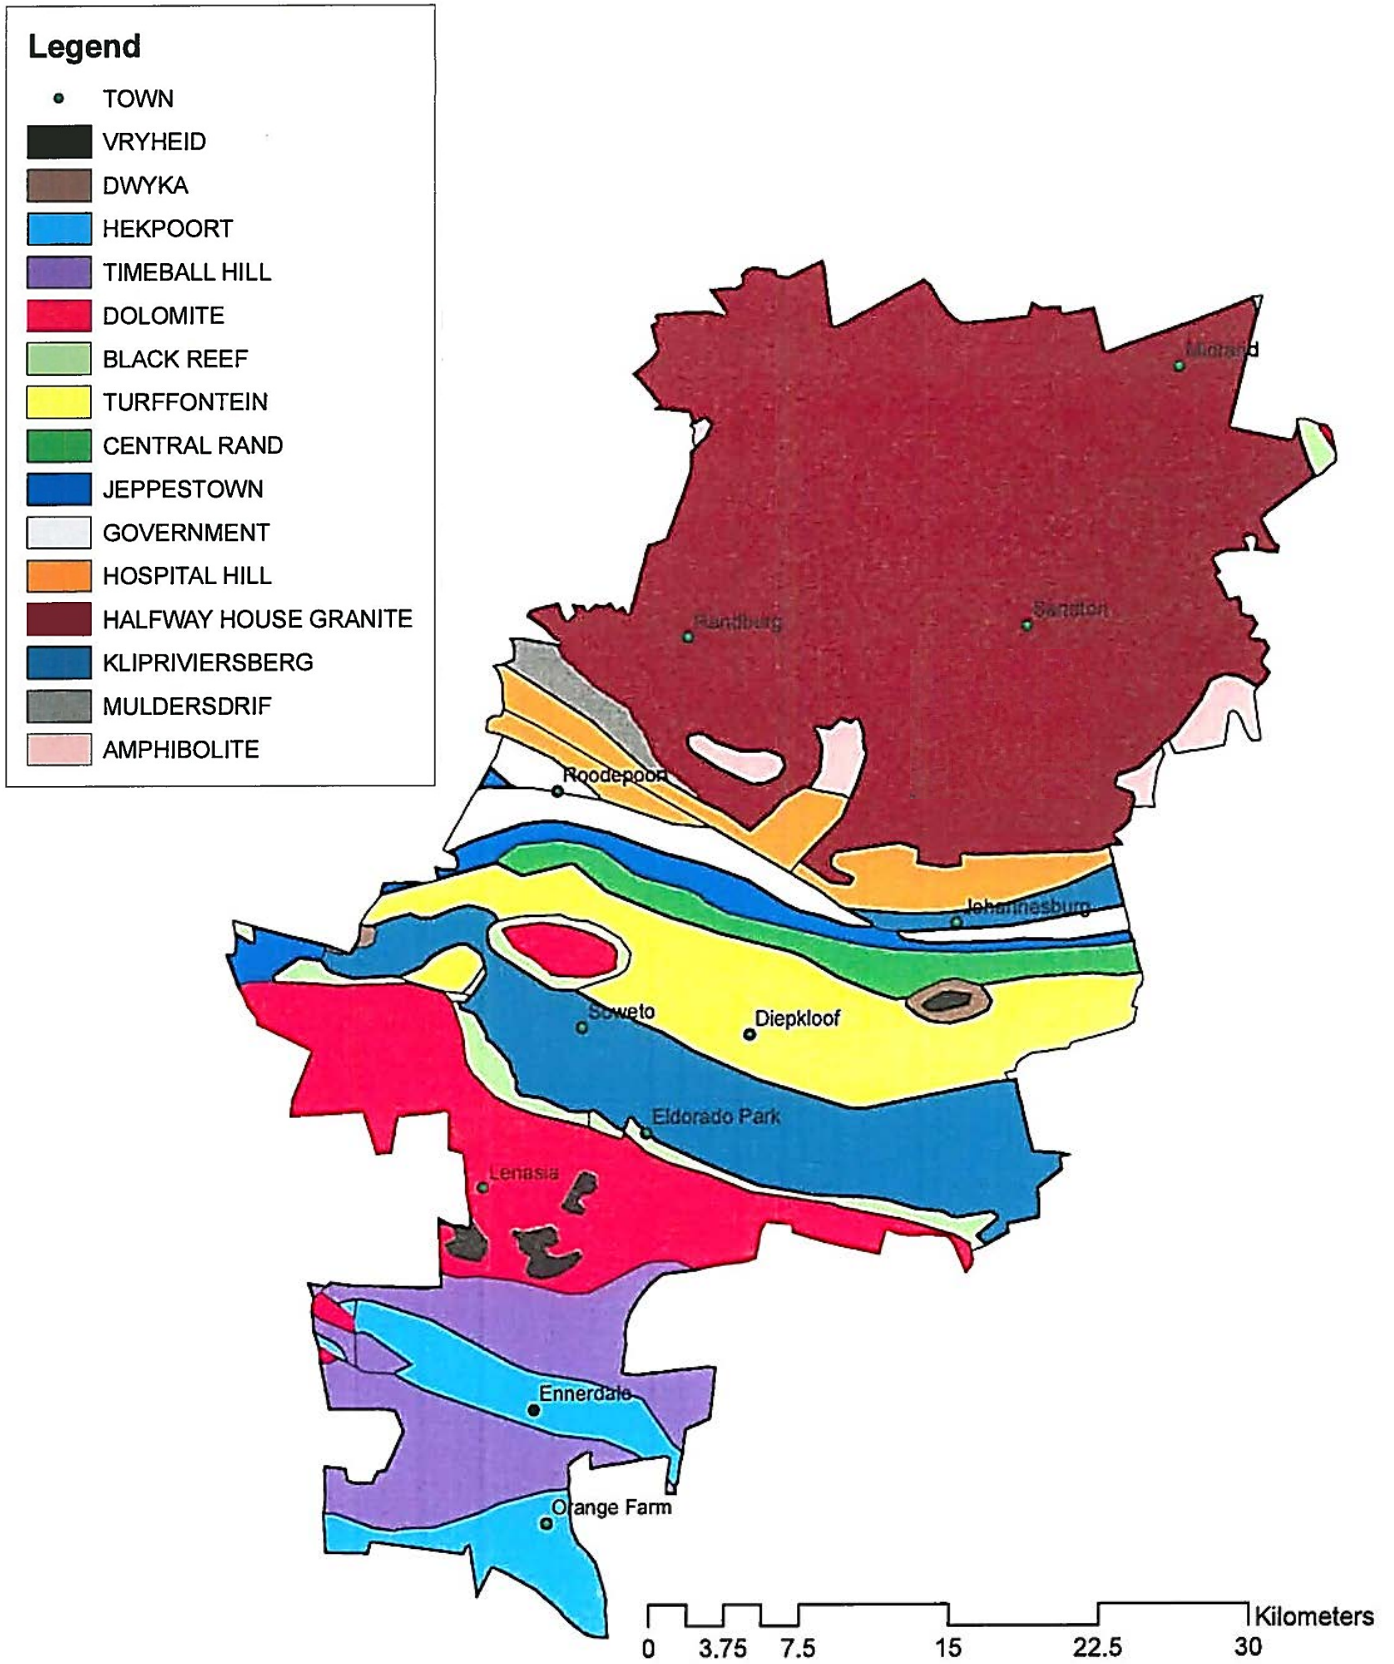 Legend
TOWN
VRYHEID
DWYKA
HEKPOORT
TIMEBALL HILL
DOLOMITE
BLACK REEF
TURFFONTEIN
CENTRAL RAND
JEPPESTOWN
GOVERNMENT
HOSPITAL HILL
HALFWAY HOUSE GRANITE
KLIPRIVIERSBERG
MULDERSDRIF
AMPHIBOLITE
Midrand
Sandton
Randburg
Roodepoort
Johannesburg
Soweto
Diepkloof
Eldorado Park
Lenasia
Ennerdale
Orange Farm
Kilometers
0 3.75 7.5 15 22.5 30